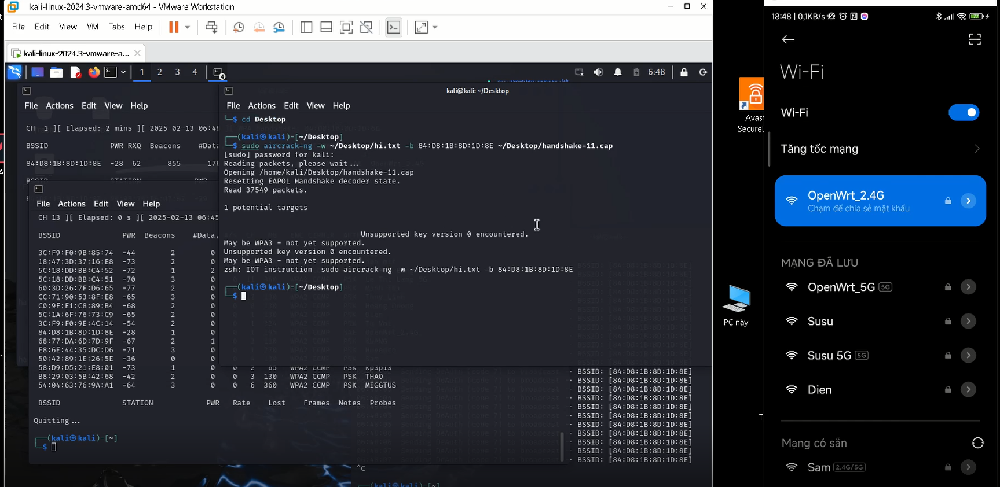 kali-linux-2024.3-vmware-amd64 - VMware Workstation
File Edit View VM Tabs Help
kali-linux-2024.3-vmware-a...
1 2 3 4
4
6:48
File Actions Edit View Help
CH 1 ][ Elapsed: 2 mins ][ 2025-02-13 06:48
BSSID PWR RXQ Beacons #Data
84:D8:1B:8D:1D:8E -28 62 855 176
BSSID STATION PWR
File Actions Edit View Help
CH 13 ][ Elapsed: 0 s ][ 2025-02-13 06:45
BSSID PWR Beacons #Data,
3C:F9:F0:9B:85:74 -44 2 0
18:47:3D:37:16:E8 -73 2 0
5C:18:DD:BB:C4:52 -72 1 2
5C:18:DD:BB:C4:51 -70 3 0
60:3D:26:7F:D6:65 -77 2 0
CC:71:90:53:8F:E8 -65 3 0
C0:9F:E1:C8:89:B4 -68 2 0
5C:1A:6F:76:73:C9 -65 2 0
3C:F9:F0:9E:4C:14 -54 2 0
84:D8:1B:8D:1D:8E -28 1 0
68:77:DA:6D:7D:9F -67 2 1
E8:6E:44:35:DC:D6 -71 3 0
50:42:89:1E:26:5E -36 0 0
58:D9:D5:21:E8:01 -73 1 0 0 2 65 WPA2 CCMP PSK kp3p13
B8:29:03:5B:42:68 -42 2 0 0 3 130 WPA2 CCMP PSK THAO
54:04:63:76:9A:A1 -64 3 0 0 6 360 WPA2 CCMP PSK MIGGTUS
BSSID STATION PWR Rate Lost Frames Notes Probes
Quitting...
(kali㉿kali)-[~]
$
kali@kali: ~/Desktop
File Actions Edit View Help
$ cd Desktop
(kali㉿kali)-[~/Desktop]
$ sudo aircrack-ng -w ~/Desktop/hi.txt -b 84:D8:1B:8D:1D:8E ~/Desktop/handshake-11.cap
[sudo] password for kali:
Reading packets, please wait...
Opening /home/kali/Desktop/handshake-11.cap
Resetting EAPOL Handshake decoder state.
Read 37549 packets.
1 potential targets
Unsupported key version 0 encountered.
May be WPA3 - not yet supported.
Unsupported key version 0 encountered.
May be WPA3 - not yet supported.
zsh: IOT instruction sudo aircrack-ng -w ~/Desktop/hi.txt -b 84:D8:1B:8D:1D:8E
(kali㉿kali)-[~/Desktop]
$
- BSSID: [84:D8:1B:8D:1D:8E]
- BSSID: [84:D8:1B:8D:1D:8E]
- BSSID: [84:D8:1B:8D:1D:8E]
- BSSID: [84:D8:1B:8D:1D:8E]
- BSSID: [84:D8:1B:8D:1D:8E]
- BSSID: [84:D8:1B:8D:1D:8E]
- BSSID: [84:D8:1B:8D:1D:8E]
- BSSID: [84:D8:1B:8D:1D:8E]
- BSSID: [84:D8:1B:8D:1D:8E]
- BSSID: [84:D8:1B:8D:1D:8E]
- BSSID: [84:D8:1B:8D:1D:8E]
^C
(kali㉿kali)-[~]
Avast
PC này
18:48 | 0,1KB/s
77
Wi-Fi
Wi-Fi
Tăng tốc mạng
OpenWrt_2.4G
Chạm để chia sẻ mật khẩu
MẠNG ĐÃ LƯU
OpenWrt_5G 5G
Susu
Susu 5G 5G
Dien
Mạng có sẵn
Sam 2.4G/5G